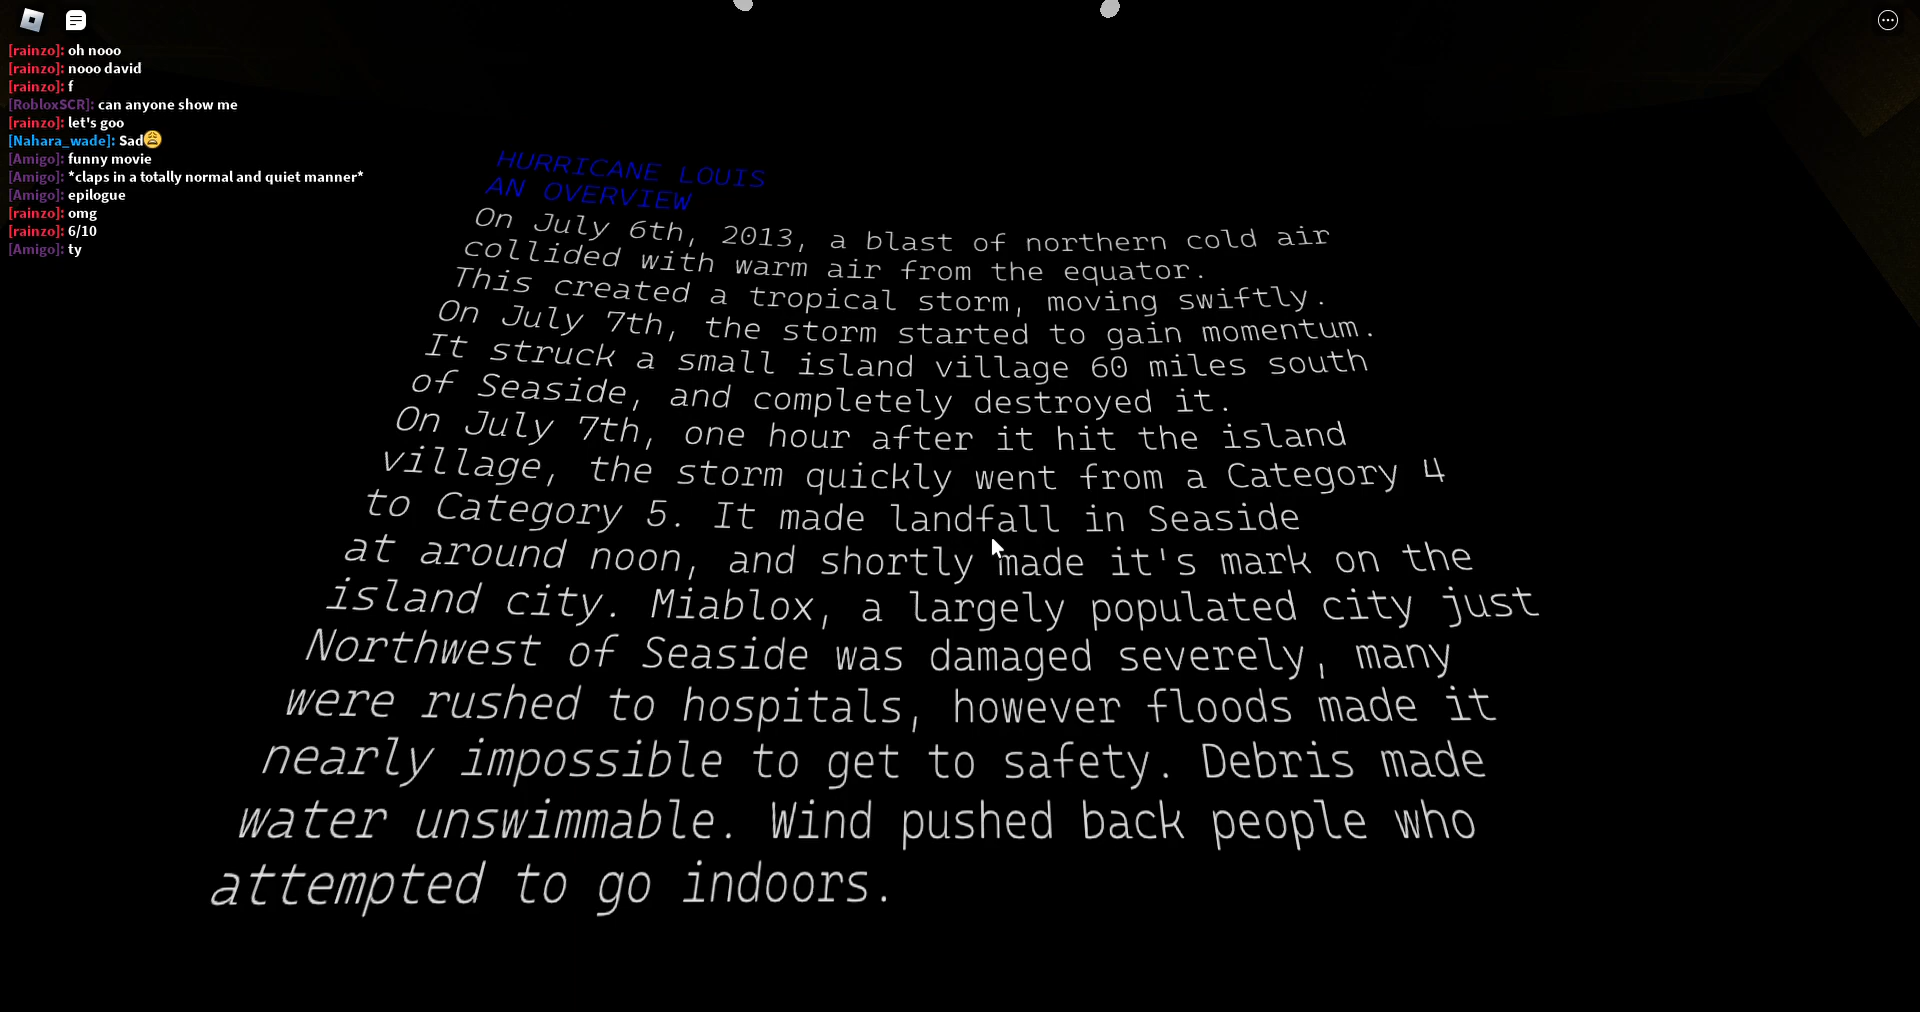 [rainzo]: oh nooo
[rainzo]: nooo david
[rainzo]: f
[RobloxSCR]: can anyone show me
[rainzo]: let's goo
[Nahara_wade]: Sad😩
[Amigo]: funny movie
[Amigo]: *claps in a totally normal and quiet manner*
[Amigo]: epilogue
[rainzo]: omg
[rainzo]: 6/10
[Amigo]: ty
HURRICANE LOUIS
AN OVERVIEW
On July 6th, 2013, a blast of northern cold air
collided with warm air from the equator.
This created a tropical storm, moving swiftly.
On July 7th, the storm started to gain momentum.
It struck a small island village 60 miles south
of Seaside, and completely destroyed it.
On July 7th, one hour after it hit the island
village, the storm quickly went from a Category 4
to Category 5. It made landfall in Seaside
at around noon, and shortly made it's mark on the
island city. Miablox, a largely populated city just
Northwest of Seaside was damaged severely, many
were rushed to hospitals, however floods made it
nearly impossible to get to safety. Debris made
water unswimmable. Wind pushed back people who
attempted to go indoors.